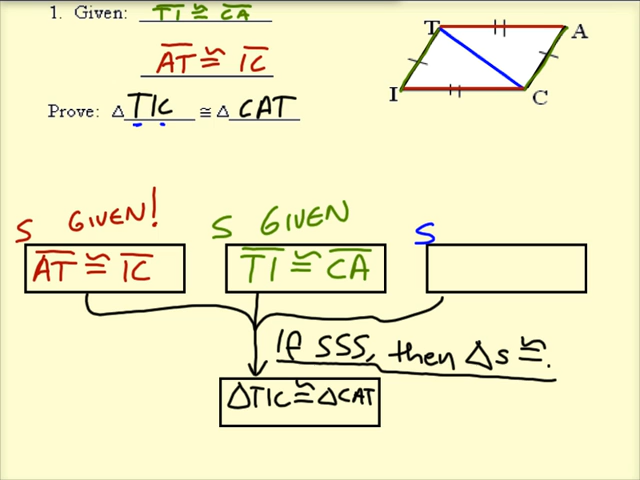 1. Given: TI ≅ CA
AT ≅ IC
Prove: △ TIC ≅ △ CAT
T A
I C
S GIVEN! S GIVEN S
AT ≅ IC TI ≅ CA
If SSS, then △s ≅.
△TIC ≅ △CAT